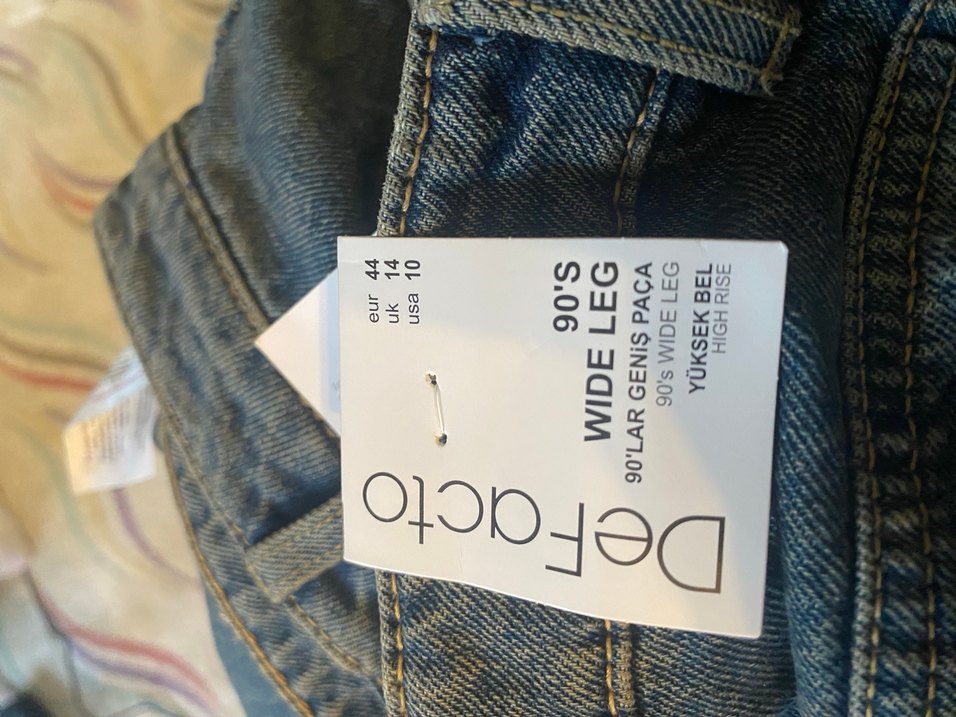 DeFacto
eur 44
uk 14
usa 10
90'S
WIDE LEG
90'LAR GENiŞ PAÇA
90's WIDE LEG
YÜKSEK BEL
HIGH RISE